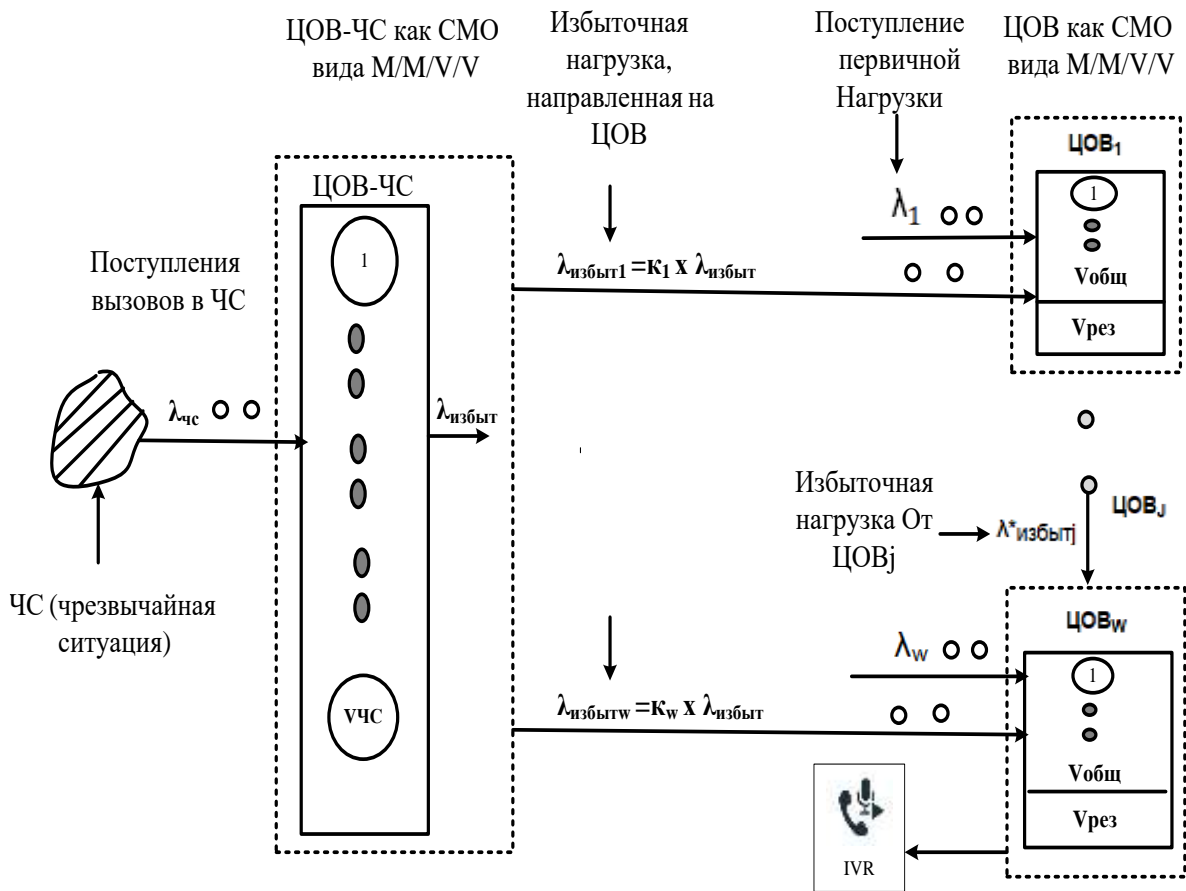 ЦОВ-ЧС как СМО
вида M/M/V/V
Избыточная
нагрузка,
направленная на
ЦОВ
Поступление
первичной
Нагрузки
ЦОВ как СМО
вида M/M/V/V
ЦОВ-ЧС
1
Поступления
вызовов в ЧС
λчс
λизбыт
ЧС (чрезвычайная
ситуация)
VЧС
λизбыт1 =к1 x λизбыт
λ1
ЦОВ1
1
Vобщ
Vрез
Избыточная
нагрузка От
ЦОВj
λ*избытj
ЦОВJ
λизбытw =кw x λизбыт
λw
ЦОВW
1
Vобщ
Vрез
IVR